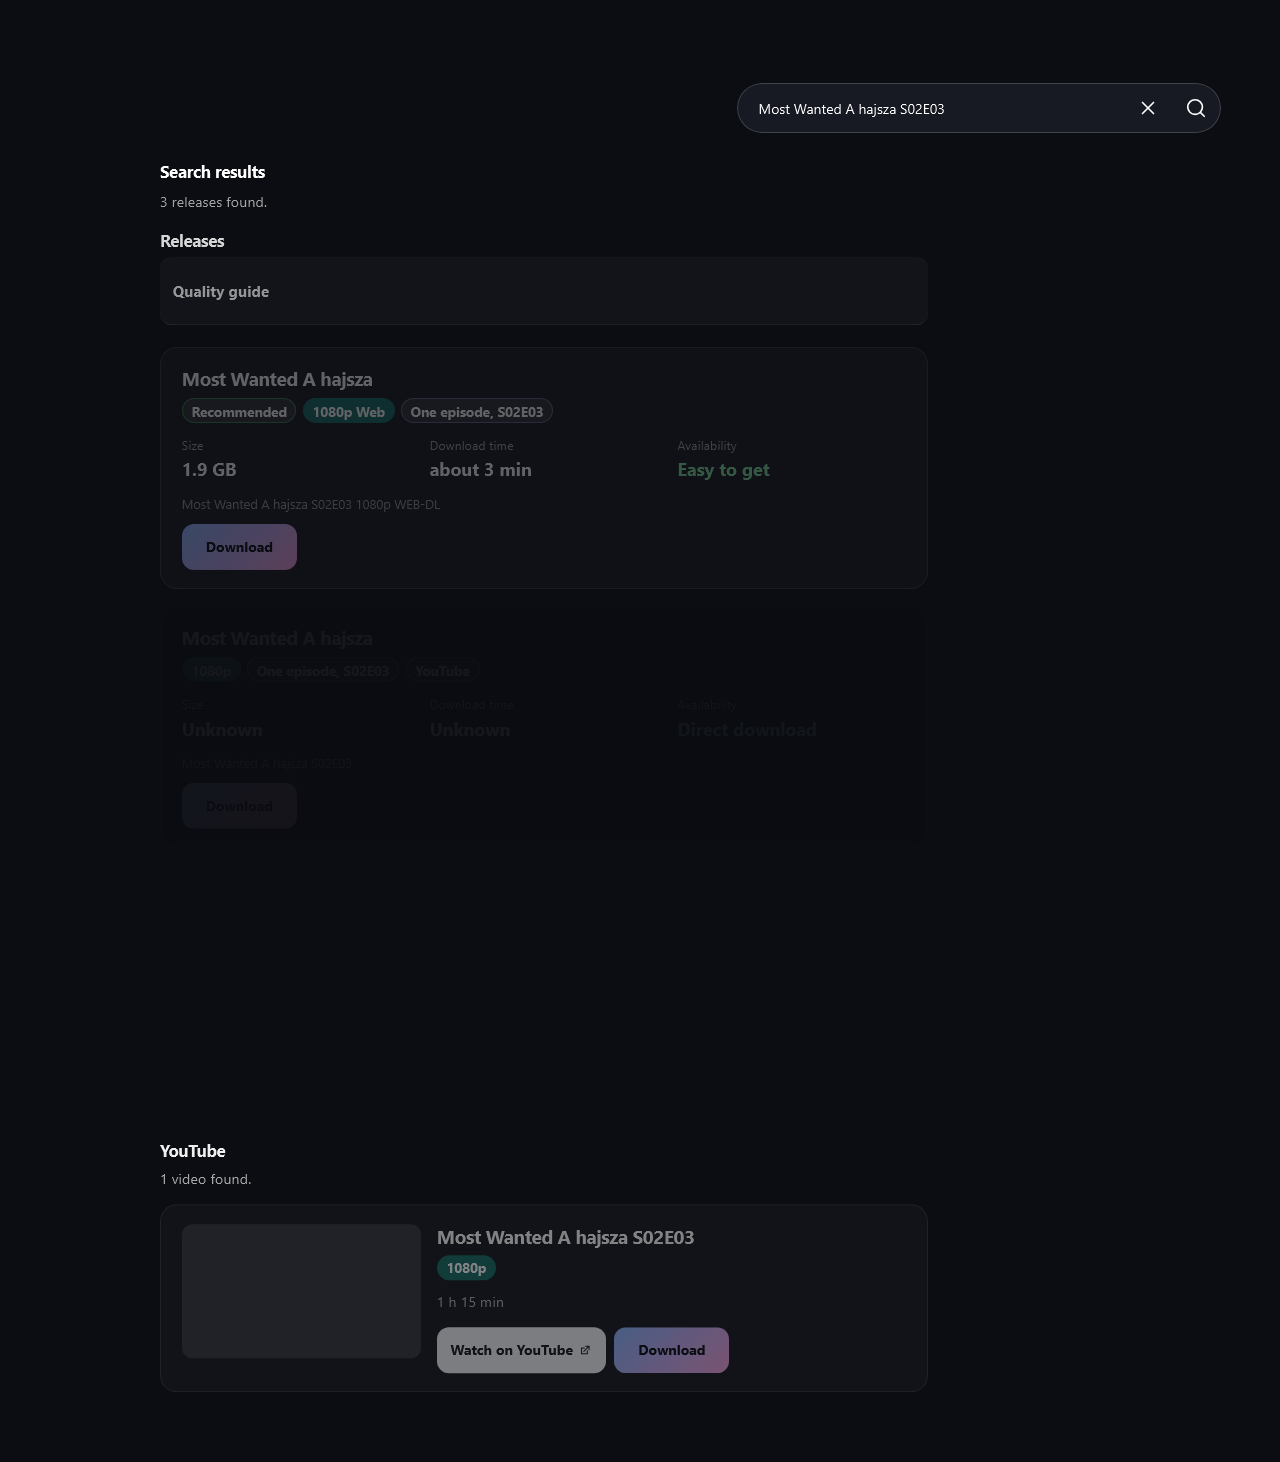 Most Wanted A hajsza S02E03
Search results
3 releases found.
Releases
Quality guide
Most Wanted A hajsza
Recommended 1080p Web One episode, S02E03
Size Download time Availability
1.9 GB about 3 min Easy to get
Most Wanted A hajsza S02E03 1080p WEB-DL
Download
Most Wanted A hajsza
1080p One episode, S02E03 YouTube
Size Download time Availability
Unknown Unknown Direct download
Most Wanted A hajsza S02E03
Download
YouTube
1 video found.
Most Wanted A hajsza S02E03
1080p
1 h 15 min
Watch on YouTube Download